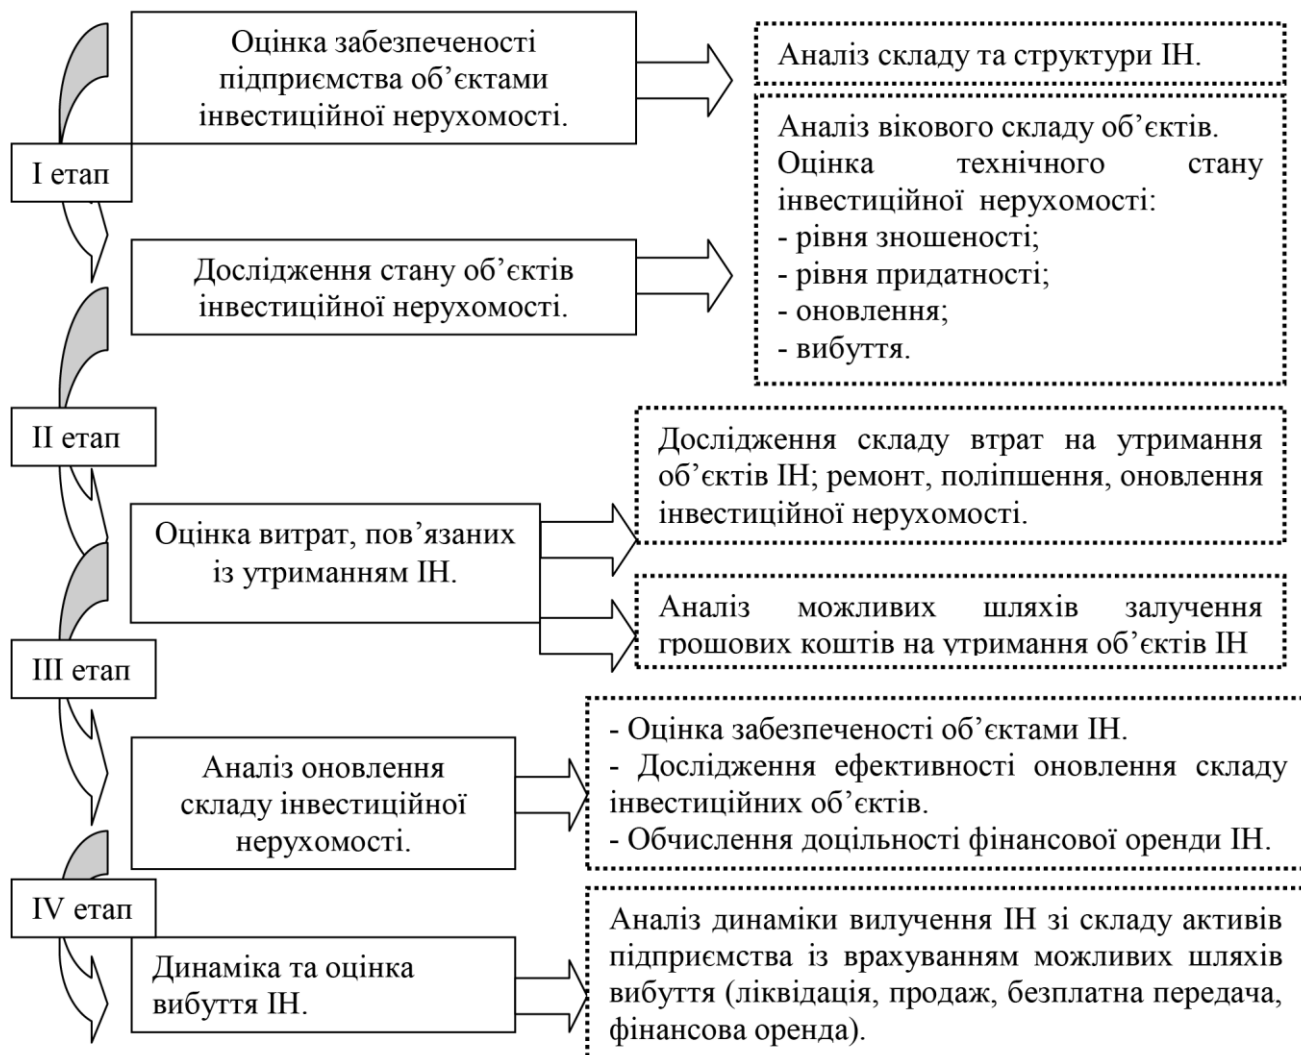 Оцінка забезпеченості
підприємства об’єктами
інвестиційної нерухомості.
Аналіз складу та структури ІН.
І етап
Дослідження стану об’єктів
інвестиційної нерухомості.
Аналіз вікового складу об’єктів.
Оцінка технічного стану
інвестиційної нерухомості:
- рівня зношеності;
- рівня придатності;
- оновлення;
- вибуття.
ІІ етап
Оцінка витрат, пов’язаних
із утриманням ІН.
Дослідження складу втрат на утримання
об’єктів ІН; ремонт, поліпшення, оновлення
інвестиційної нерухомості.
Аналіз можливих шляхів залучення
грошових коштів на утримання об’єктів ІН
ІІІ етап
Аналіз оновлення
складу інвестиційної
нерухомості.
- Оцінка забезпеченості об’єктами ІН.
- Дослідження ефективності оновлення складу
інвестиційних об’єктів.
- Обчислення доцільності фінансової оренди ІН.
IV етап
Динаміка та оцінка
вибуття ІН.
Аналіз динаміки вилучення ІН зі складу активів
підприємства із врахуванням можливих шляхів
вибуття (ліквідація, продаж, безплатна передача,
фінансова оренда).